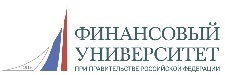 ФИНАНСОВЫЙ
УНИВЕРСИТЕТ
ПРИ ПРАВИТЕЛЬСТВЕ РОССИЙСКОЙ ФЕДЕРАЦИИ